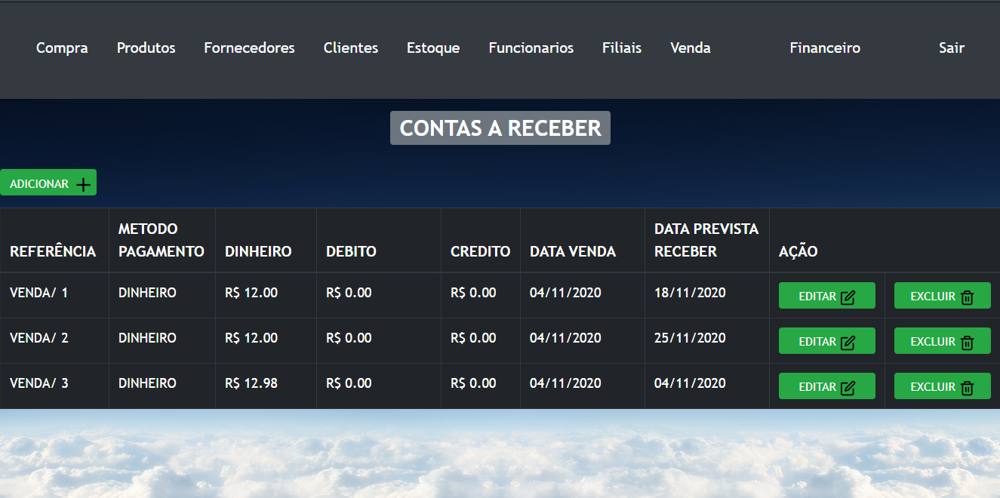 Compra Produtos Fornecedores Clientes Estoque Funcionarios Filiais Venda Financeiro Sair
CONTAS A RECEBER
ADICIONAR
REFERÊNCIA METODO PAGAMENTO DINHEIRO DEBITO CREDITO DATA VENDA DATA PREVISTA RECEBER AÇÃO
VENDA/ 1 DINHEIRO R$ 12.00 R$ 0.00 R$ 0.00 04/11/2020 18/11/2020 EDITAR EXCLUIR
VENDA/ 2 DINHEIRO R$ 12.00 R$ 0.00 R$ 0.00 04/11/2020 25/11/2020 EDITAR EXCLUIR
VENDA/ 3 DINHEIRO R$ 12.98 R$ 0.00 R$ 0.00 04/11/2020 04/11/2020 EDITAR EXCLUIR